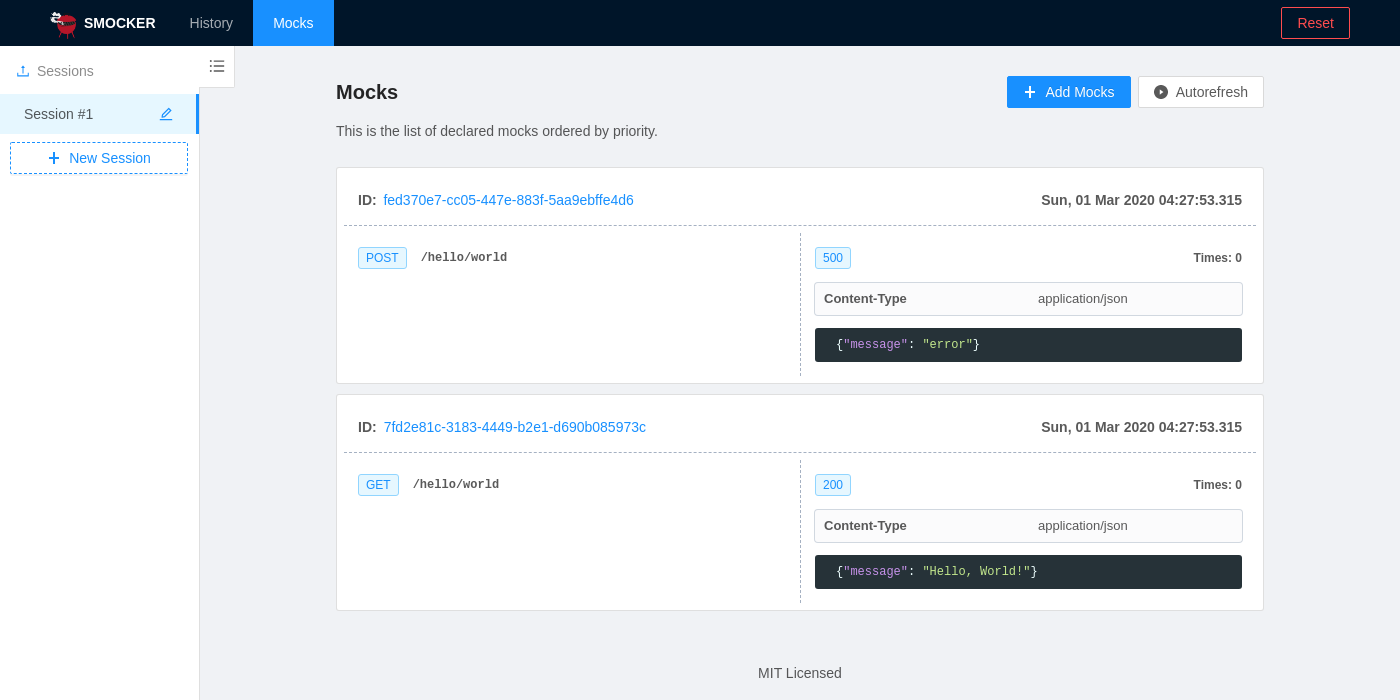 SMOCKER History Mocks Reset
Sessions
Session #1
New Session
Mocks
Add Mocks Autorefresh
This is the list of declared mocks ordered by priority.
ID: fed370e7-cc05-447e-883f-5aa9ebffe4d6 Sun, 01 Mar 2020 04:27:53.315
POST /hello/world 500 Times: 0
Content-Type application/json
{"message": "error"}
ID: 7fd2e81c-3183-4449-b2e1-d690b085973c Sun, 01 Mar 2020 04:27:53.315
GET /hello/world 200 Times: 0
Content-Type application/json
{"message": "Hello, World!"}
MIT Licensed